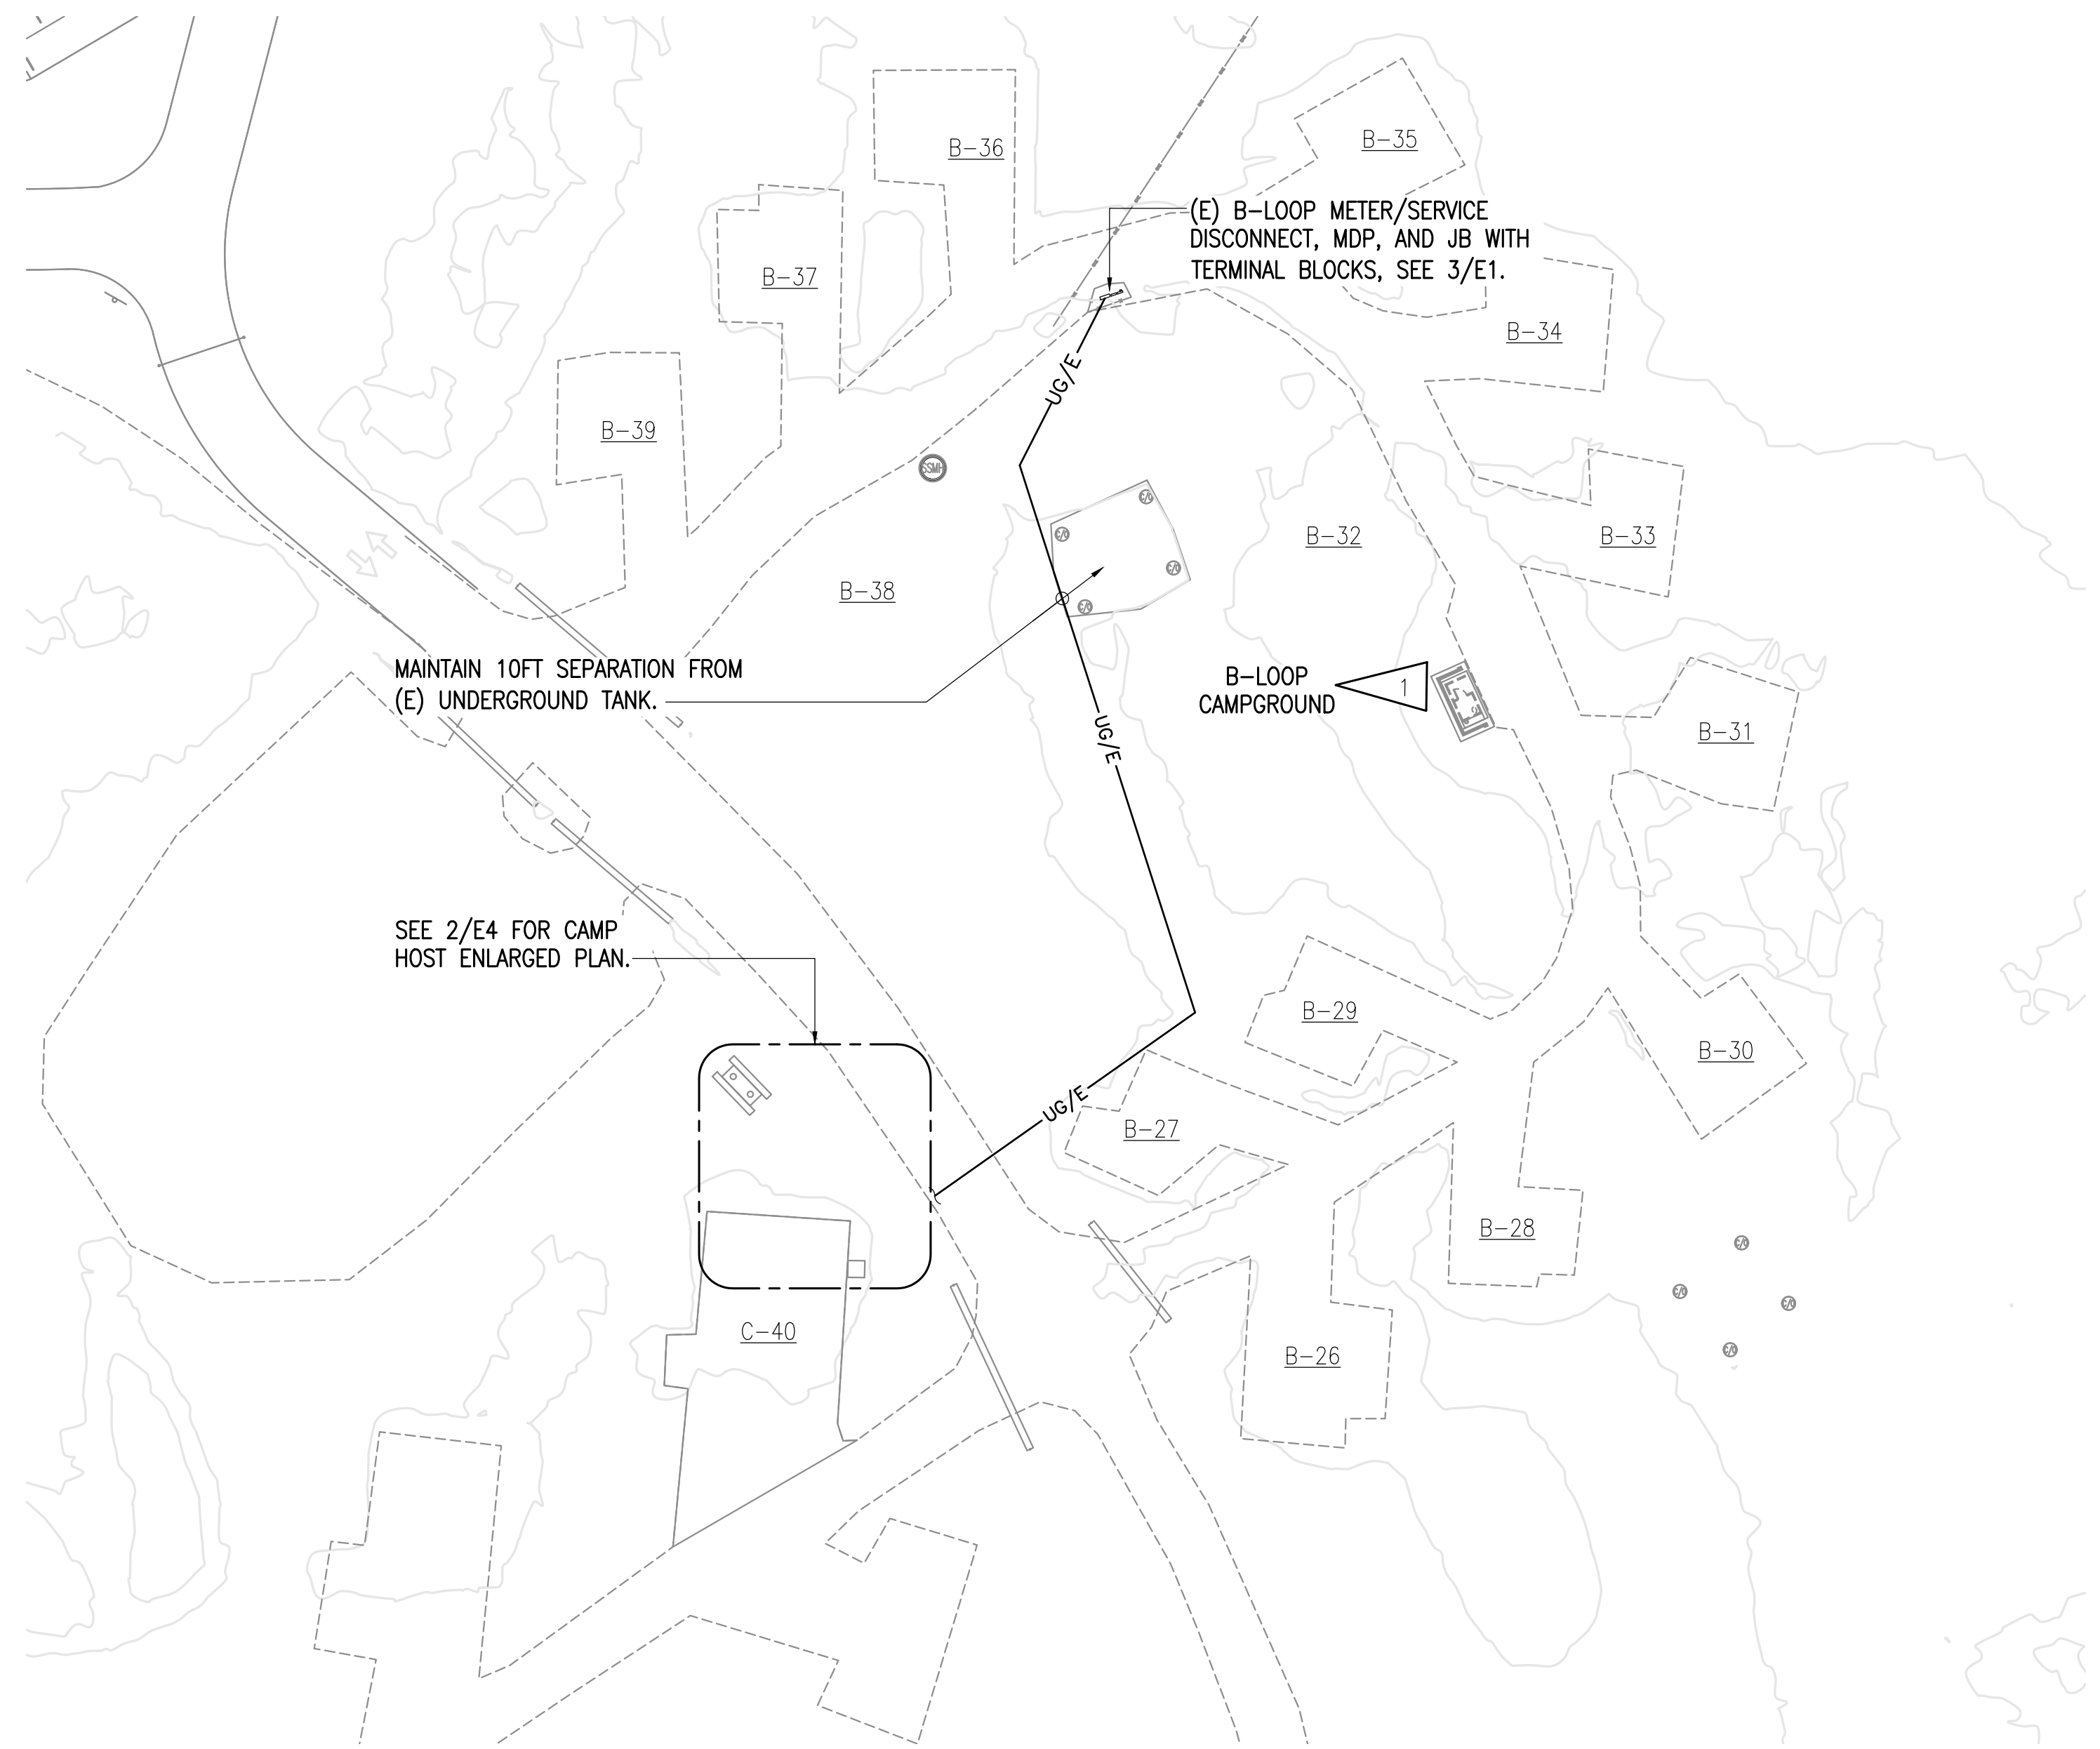 B-36
B-35
(E) B-LOOP METER/SERVICE
DISCONNECT, MDP, AND JB WITH
TERMINAL BLOCKS, SEE 3/E1.
B-37
B-34
UG/E
B-39
SSMH
C/O
B-32
B-33
C/O
C/O
B-38
C/O
MAINTAIN 10FT SEPARATION FROM
(E) UNDERGROUND TANK.
B-LOOP
CAMPGROUND
1
B-31
UG/E
SEE 2/E4 FOR CAMP
HOST ENLARGED PLAN.
B-29
B-30
UG/E
B-27
B-28
C/O
C/O
C/O
C-40
C/O
B-26